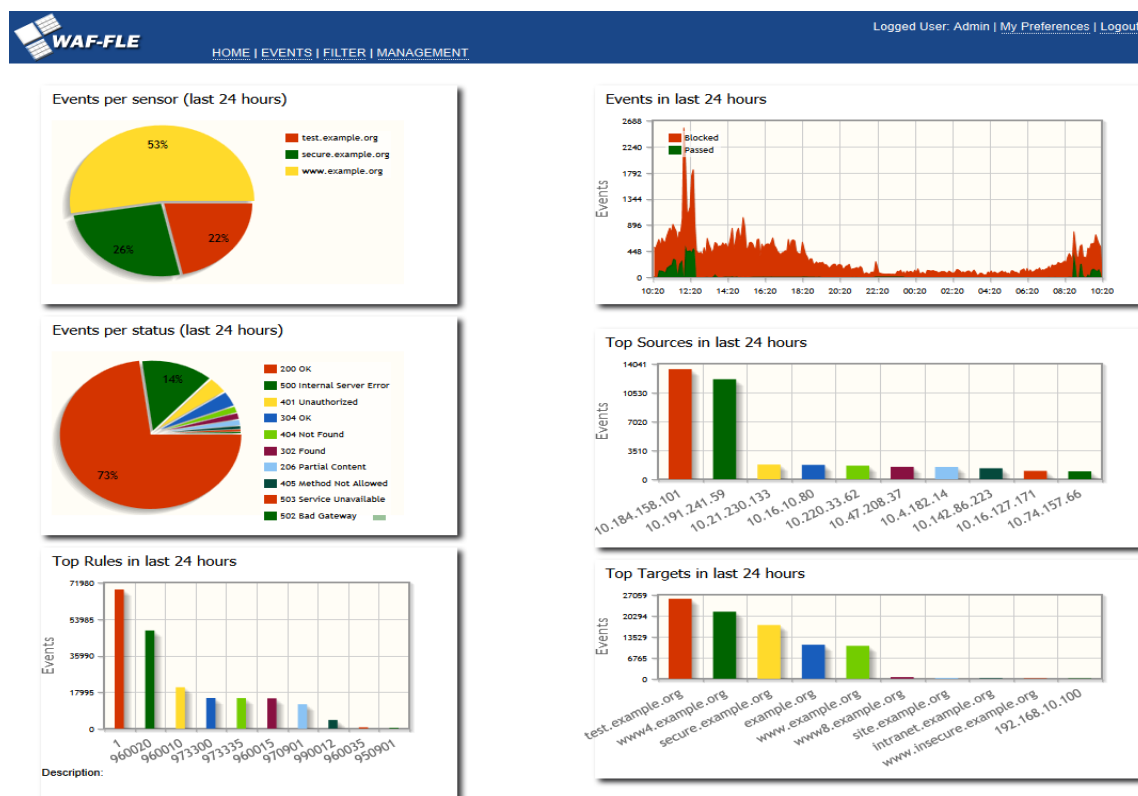 WAF-FLE
Logged User: Admin | My Preferences | Logout
HOME | EVENTS | FILTER | MANAGEMENT
Events per sensor (last 24 hours)
53%
26%
22%
test.example.org
secure.example.org
www.example.org
Events per status (last 24 hours)
14%
73%
200 OK
500 Internal Server Error
401 Unauthorized
304 OK
404 Not Found
302 Found
206 Partial Content
405 Method Not Allowed
503 Service Unavailable
502 Bad Gateway
Top Rules in last 24 hours
Events
71980
53985
35990
17995
0
1
960020
960010
973300
973335
960015
970901
990012
960035
950901
Description:
Events in last 24 hours
Events
2688
2240
1792
1344
896
448
0
Blocked
Passed
10:20 12:20 14:20 16:20 18:20 20:20 22:20 00:20 02:20 04:20 06:20 08:20 10:20
Top Sources in last 24 hours
Events
14041
10530
7020
3510
0
10.184.158.101
10.191.241.59
10.21.230.133
10.16.10.80
10.220.33.62
10.47.208.37
10.4.182.14
10.142.86.223
10.16.127.171
10.74.157.66
Top Targets in last 24 hours
Events
27059
20294
13529
6765
0
test.example.org
www4.example.org
secure.example.org
example.org
www.example.org
www8.example.org
site.example.org
intranet.example.org
www.insecure.example.org
192.168.10.100